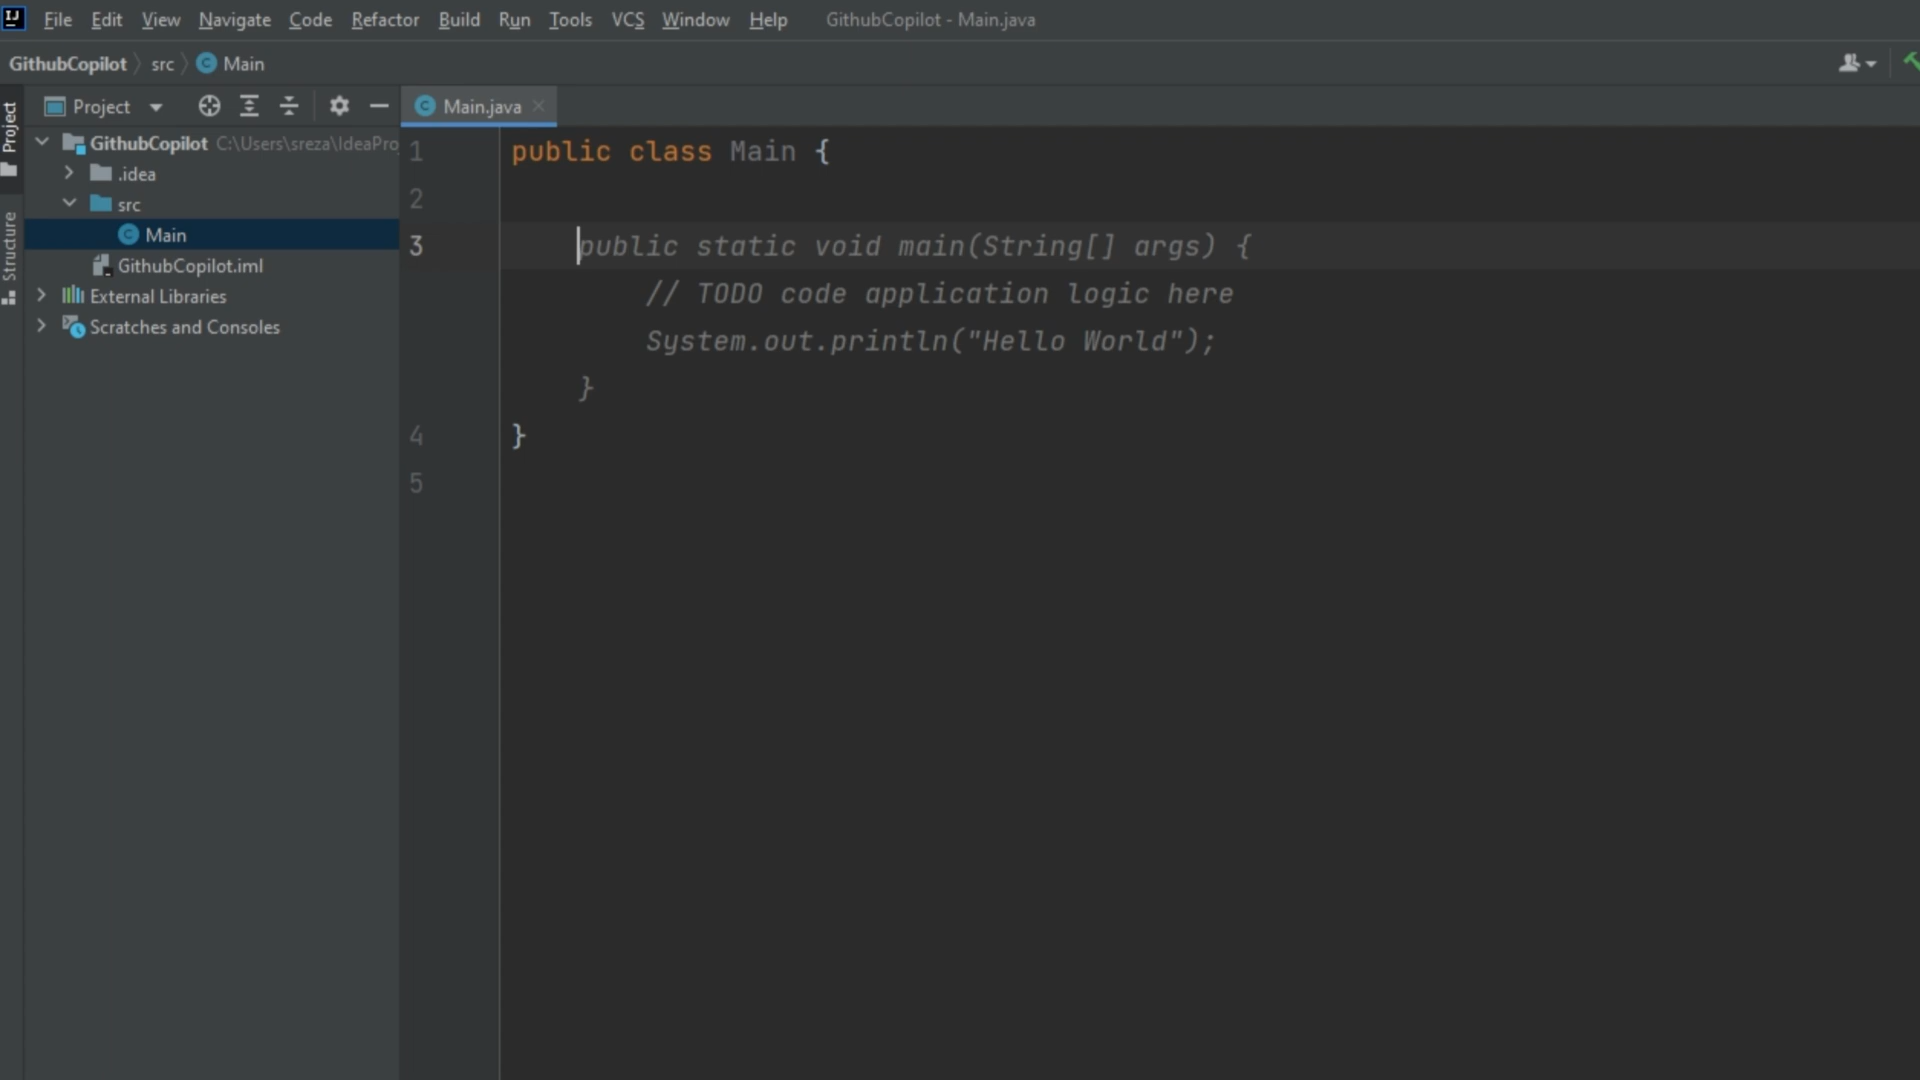 IJ File Edit View Navigate Code Refactor Build Run Tools VCS Window Help GithubCopilot - Main.java
GithubCopilot src C Main
Project C Main.java
Project
Structure
GithubCopilot C:\Users\sreza\IdeaPro
.idea
src
C Main
GithubCopilot.iml
External Libraries
Scratches and Consoles
1 public class Main {
2
3 public static void main(String[] args) {
// TODO code application logic here
System.out.println("Hello World");
}
4 }
5